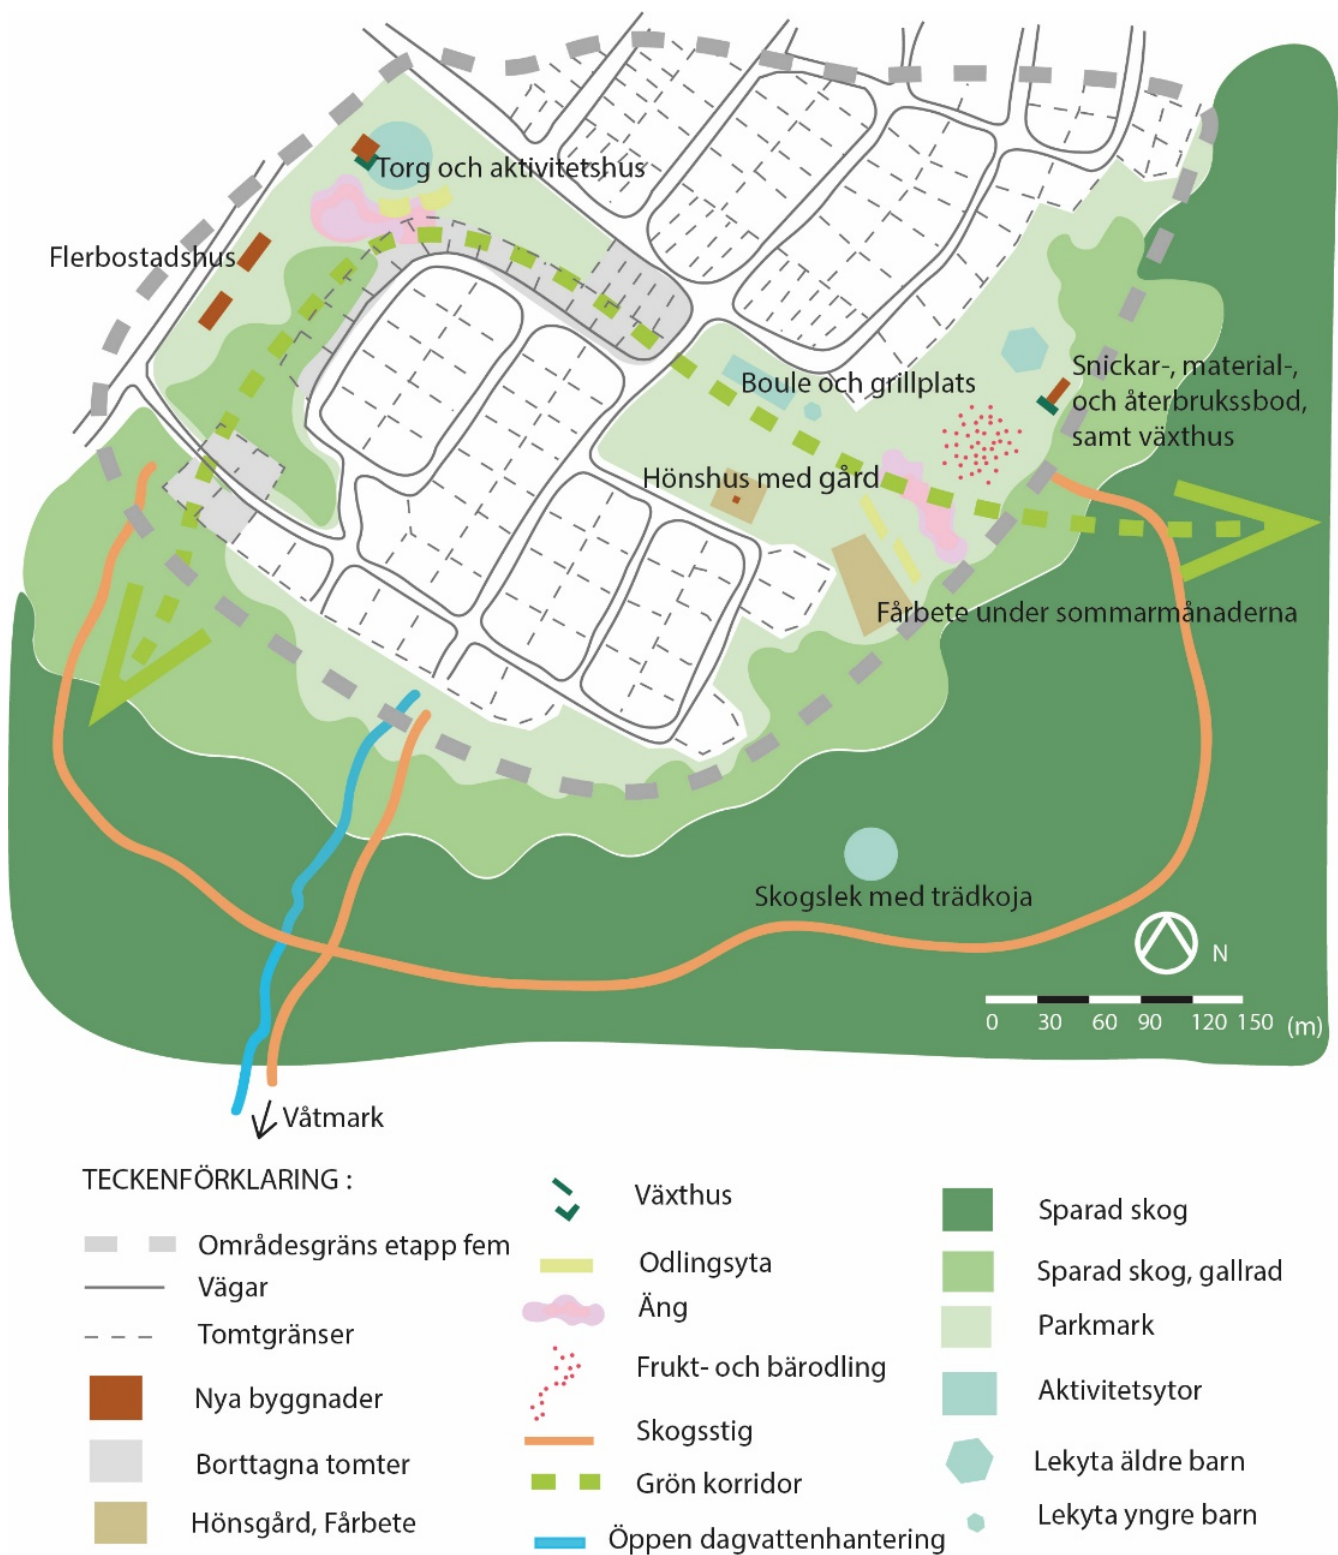 Torg och aktivitetshus
Flerbostadshus
Boule och grillplats
Snickar-, material-,
och återbrukssbod,
samt växthus
Hönshus med gård
Fårbete under sommarmånaderna
Skogslek med trädkoja
N
0 30 60 90 120 150 (m)
Våtmark
TECKENFÖRKLARING :
Områdesgräns etapp fem
Vägar
Tomtgränser
Nya byggnader
Borttagna tomter
Hönsgård, Fårbete
Växthus
Odlingsyta
Äng
Frukt- och bärodling
Skogsstig
Grön korridor
Öppen dagvattenhantering
Sparad skog
Sparad skog, gallrad
Parkmark
Aktivitetsytor
Lekyta äldre barn
Lekyta yngre barn